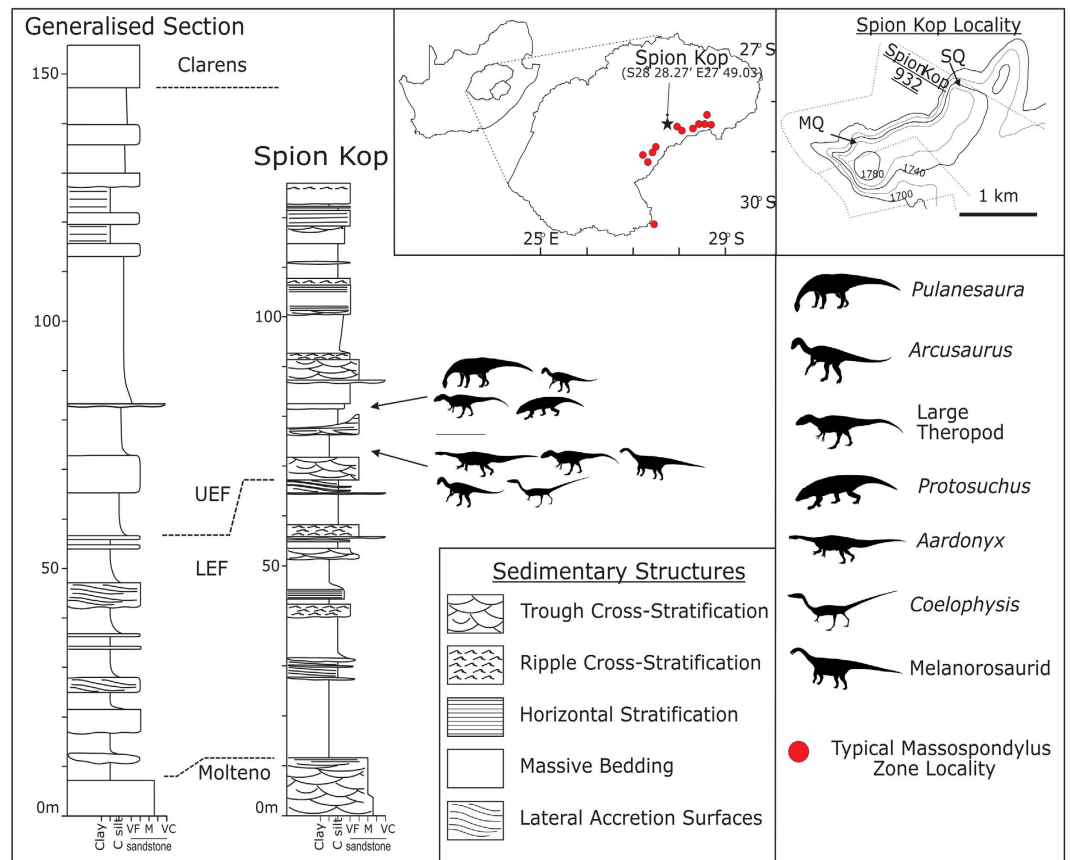 Generalised Section
150
Clarens
100
UEF
LEF
50
Molteno
0m
Clay
C silt
VF M VC
sandstone
Spion Kop
100
50
0m
Clay
C silt
VF M VC
sandstone
Spion Kop
(S28° 28.27' E27 49.03)
27°S
30°S
25°E
29°S
Spion Kop Locality
SpionKop
932
SQ
MQ
1780
1740
1700
1 km
Sedimentary Structures
Trough Cross-Stratification
Ripple Cross-Stratification
Horizontal Stratification
Massive Bedding
Lateral Accretion Surfaces
Pulanesaura
Arcusaurus
Large
Theropod
Protosuchus
Aardonyx
Coelophysis
Melanorosaurid
Typical Massospondylus
Zone Locality